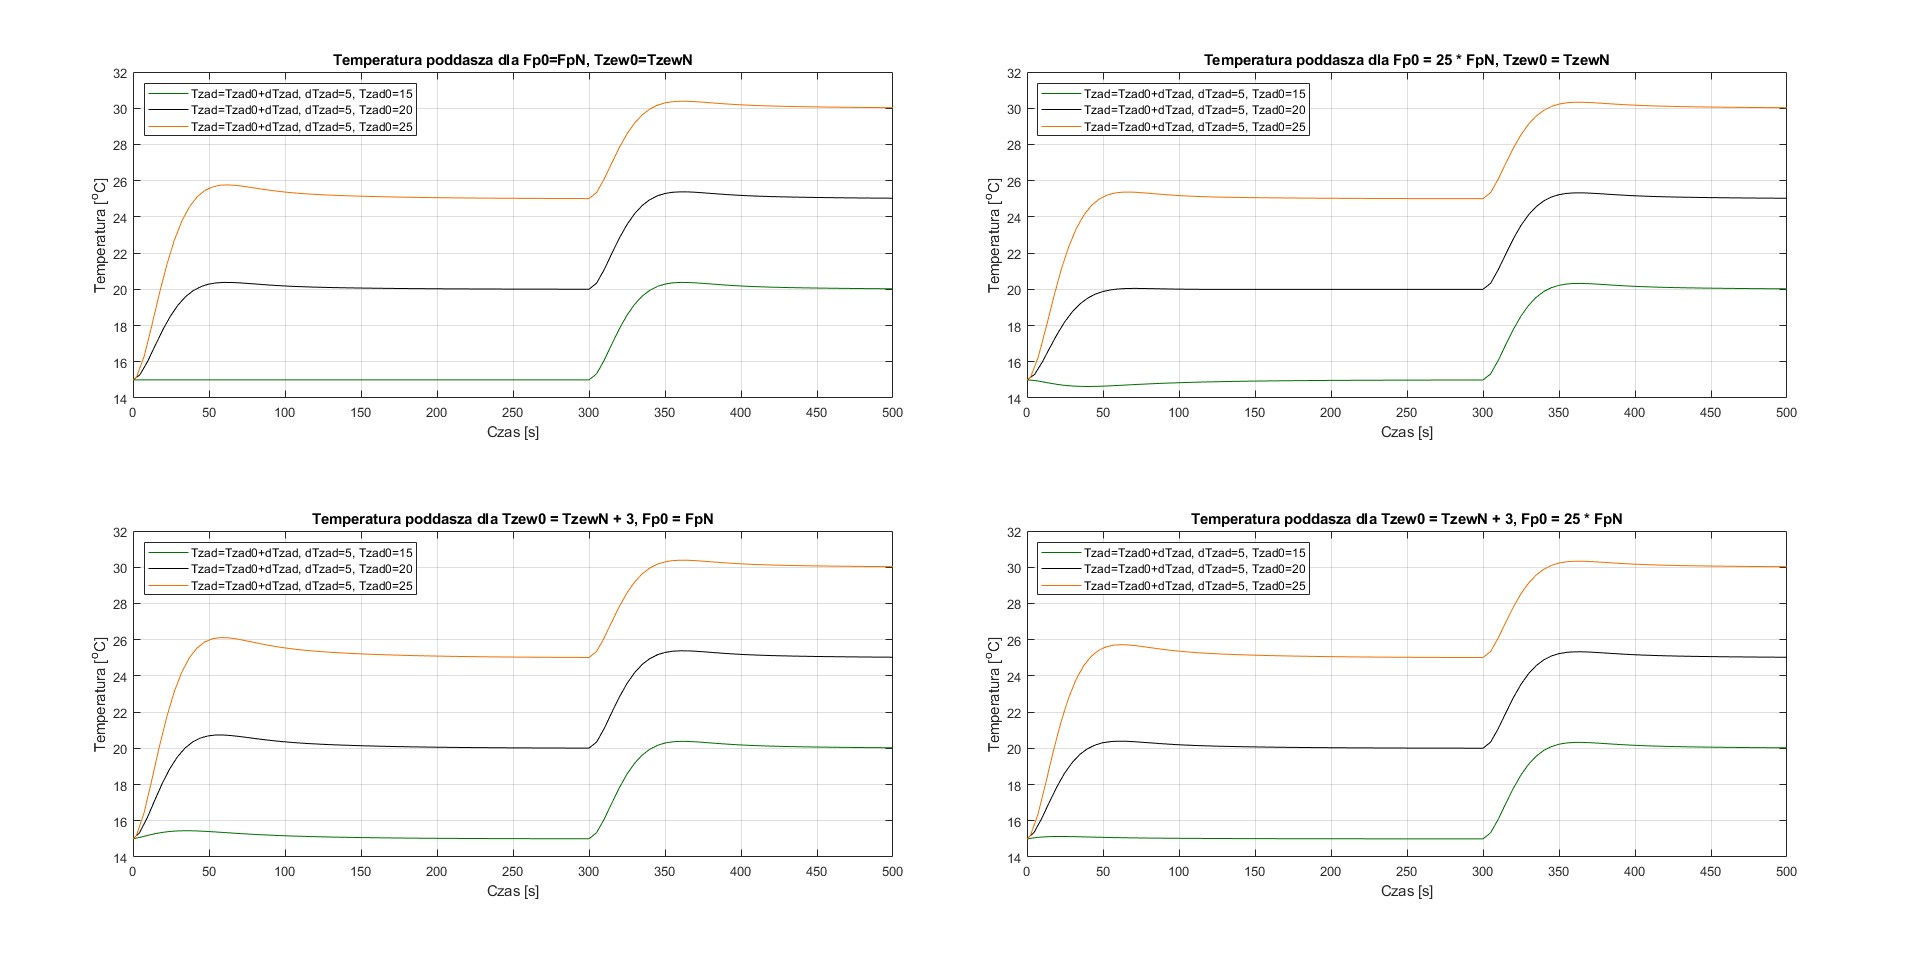 Temperatura poddasza dla Fp0=FpN, Tzew0=TzewN
Temperatura [°C]
32
30
28
26
24
22
20
18
16
14
Tzad=Tzad0+dTzad, dTzad=5, Tzad0=15
Tzad=Tzad0+dTzad, dTzad=5, Tzad0=20
Tzad=Tzad0+dTzad, dTzad=5, Tzad0=25
0 50 100 150 200 250 300 350 400 450 500
Czas [s]
Temperatura poddasza dla Fp0 = 25 * FpN, Tzew0 = TzewN
Temperatura [°C]
32
30
28
26
24
22
20
18
16
14
Tzad=Tzad0+dTzad, dTzad=5, Tzad0=15
Tzad=Tzad0+dTzad, dTzad=5, Tzad0=20
Tzad=Tzad0+dTzad, dTzad=5, Tzad0=25
0 50 100 150 200 250 300 350 400 450 500
Czas [s]
Temperatura poddasza dla Tzew0 = TzewN + 3, Fp0 = FpN
Temperatura [°C]
32
30
28
26
24
22
20
18
16
14
Tzad=Tzad0+dTzad, dTzad=5, Tzad0=15
Tzad=Tzad0+dTzad, dTzad=5, Tzad0=20
Tzad=Tzad0+dTzad, dTzad=5, Tzad0=25
0 50 100 150 200 250 300 350 400 450 500
Czas [s]
Temperatura poddasza dla Tzew0 = TzewN + 3, Fp0 = 25 * FpN
Temperatura [°C]
32
30
28
26
24
22
20
18
16
14
Tzad=Tzad0+dTzad, dTzad=5, Tzad0=15
Tzad=Tzad0+dTzad, dTzad=5, Tzad0=20
Tzad=Tzad0+dTzad, dTzad=5, Tzad0=25
0 50 100 150 200 250 300 350 400 450 500
Czas [s]